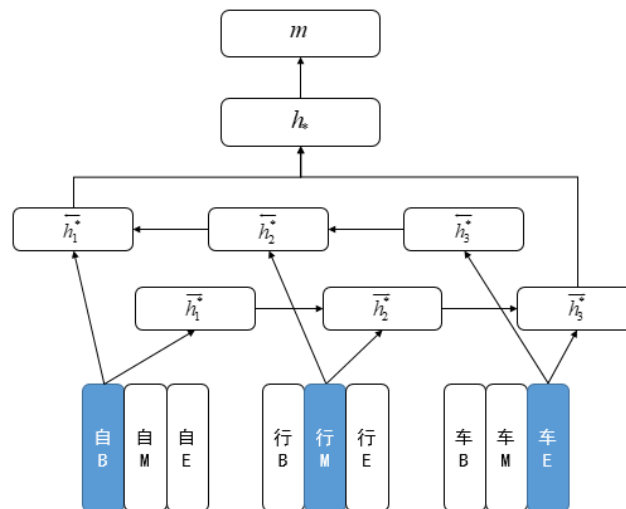 m
h*
h₁* h₂* h₃*
h₁* h₂* h₃*
自 自 自 行 行 行 车 车 车
B M E B M E B M E